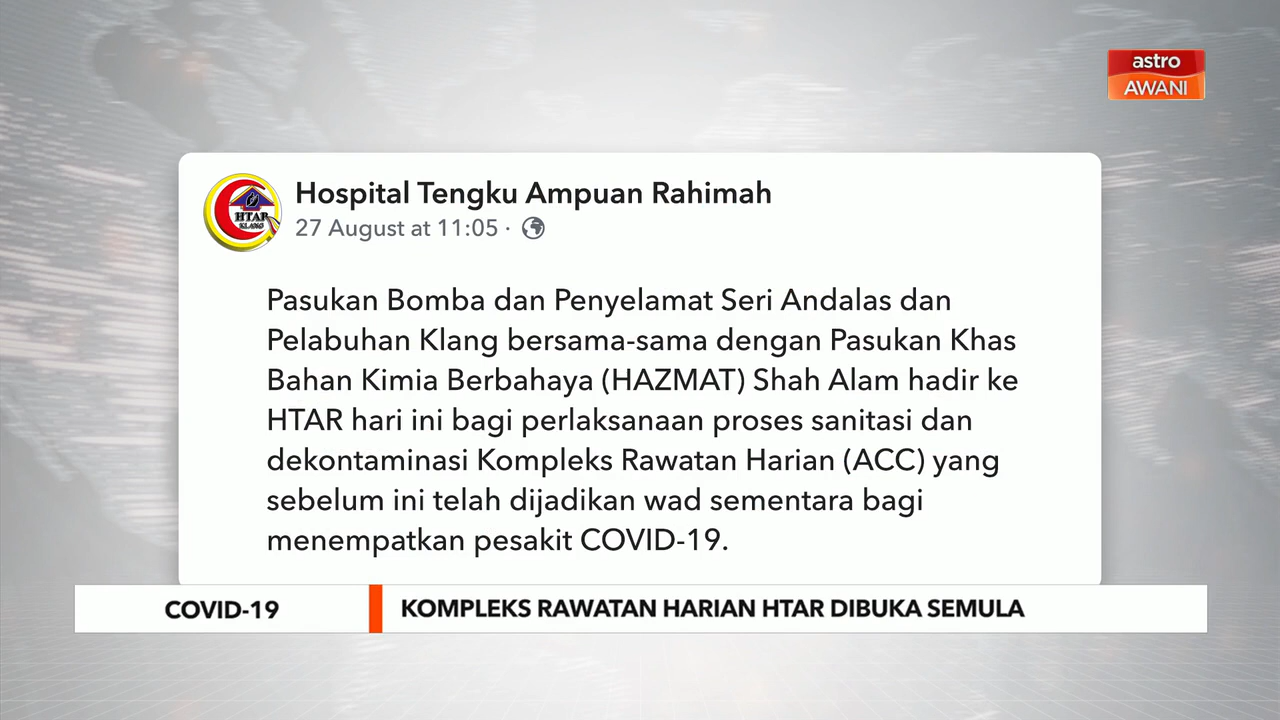 astro
AWANI
Hospital Tengku Ampuan Rahimah
27 August at 11:05 ·
HTAR
KLANG
Pasukan Bomba dan Penyelamat Seri Andalas dan
Pelabuhan Klang bersama-sama dengan Pasukan Khas
Bahan Kimia Berbahaya (HAZMAT) Shah Alam hadir ke
HTAR hari ini bagi perlaksanaan proses sanitasi dan
dekontaminasi Kompleks Rawatan Harian (ACC) yang
sebelum ini telah dijadikan wad sementara bagi
menempatkan pesakit COVID-19.
COVID-19
KOMPLEKS RAWATAN HARIAN HTAR DIBUKA SEMULA